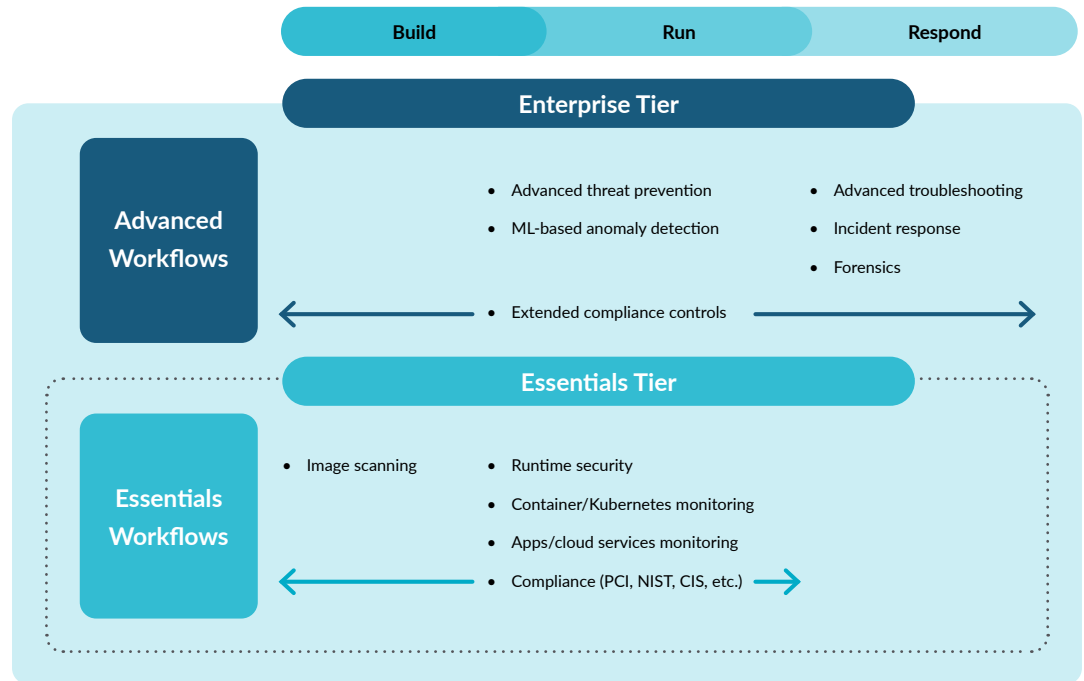 Build
Run
Respond
Enterprise Tier
Advanced
Workflows
• Advanced threat prevention
• ML-based anomaly detection
• Advanced troubleshooting
• Incident response
• Forensics
• Extended compliance controls
Essentials Tier
Essentials
Workflows
• Image scanning
• Runtime security
• Container/Kubernetes monitoring
• Apps/cloud services monitoring
• Compliance (PCI, NIST, CIS, etc.)